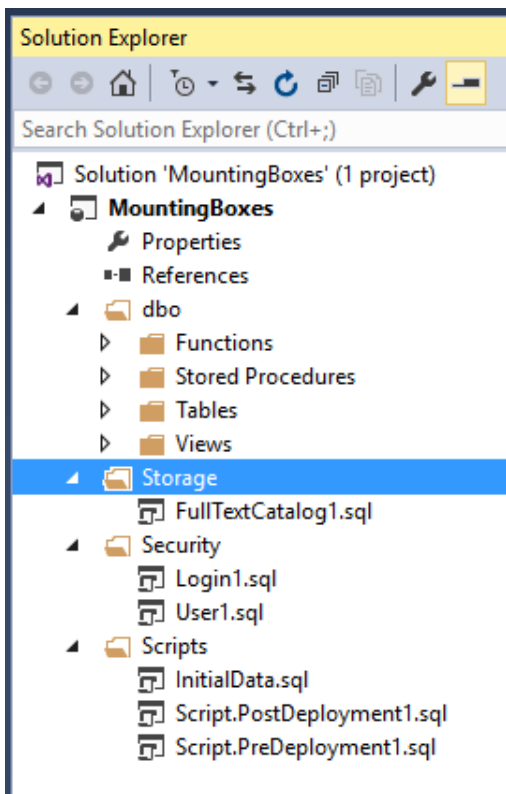 Solution Explorer
Search Solution Explorer (Ctrl+;)
Solution 'MountingBoxes' (1 project)
MountingBoxes
Properties
References
dbo
Functions
Stored Procedures
Tables
Views
Storage
FullTextCatalog1.sql
Security
Login1.sql
User1.sql
Scripts
InitialData.sql
Script.PostDeployment1.sql
Script.PreDeployment1.sql